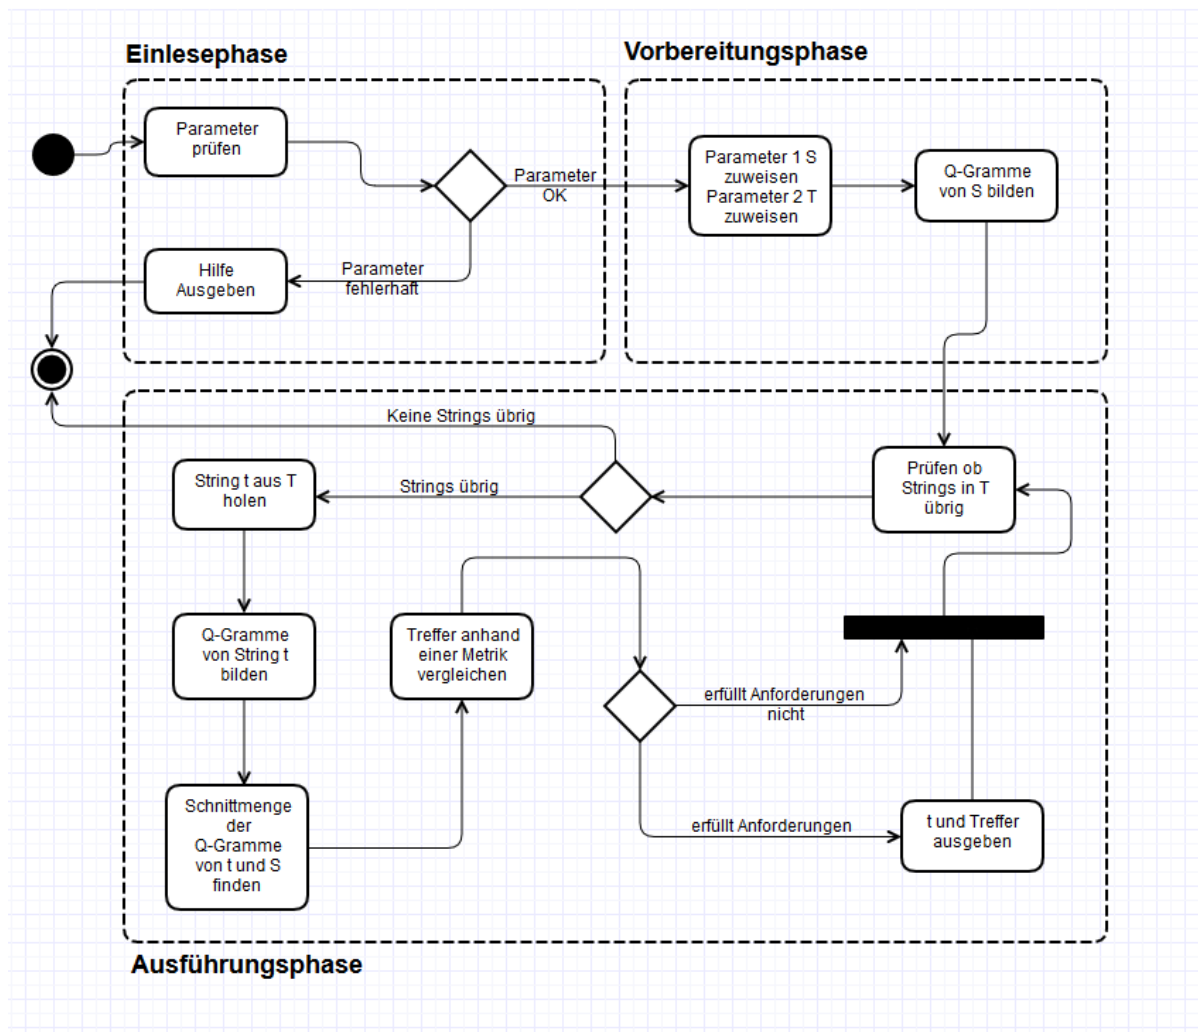 Einlesephase
Vorbereitungsphase
Parameter
prüfen
Parameter
OK
Parameter 1 S
zuweisen
Parameter 2 T
zuweisen
Q-Gramme
von S bilden
Hilfe
Ausgeben
Parameter
fehlerhaft
Keine Strings übrig
String t aus T
holen
Strings übrig
Prüfen ob
Strings in T
übrig
Q-Gramme
von String t
bilden
Treffer anhand
einer Metrik
vergleichen
erfüllt Anforderungen
nicht
Schnittmenge
der
Q-Gramme
von t und S
finden
erfüllt Anforderungen
t und Treffer
ausgeben
Ausführungsphase